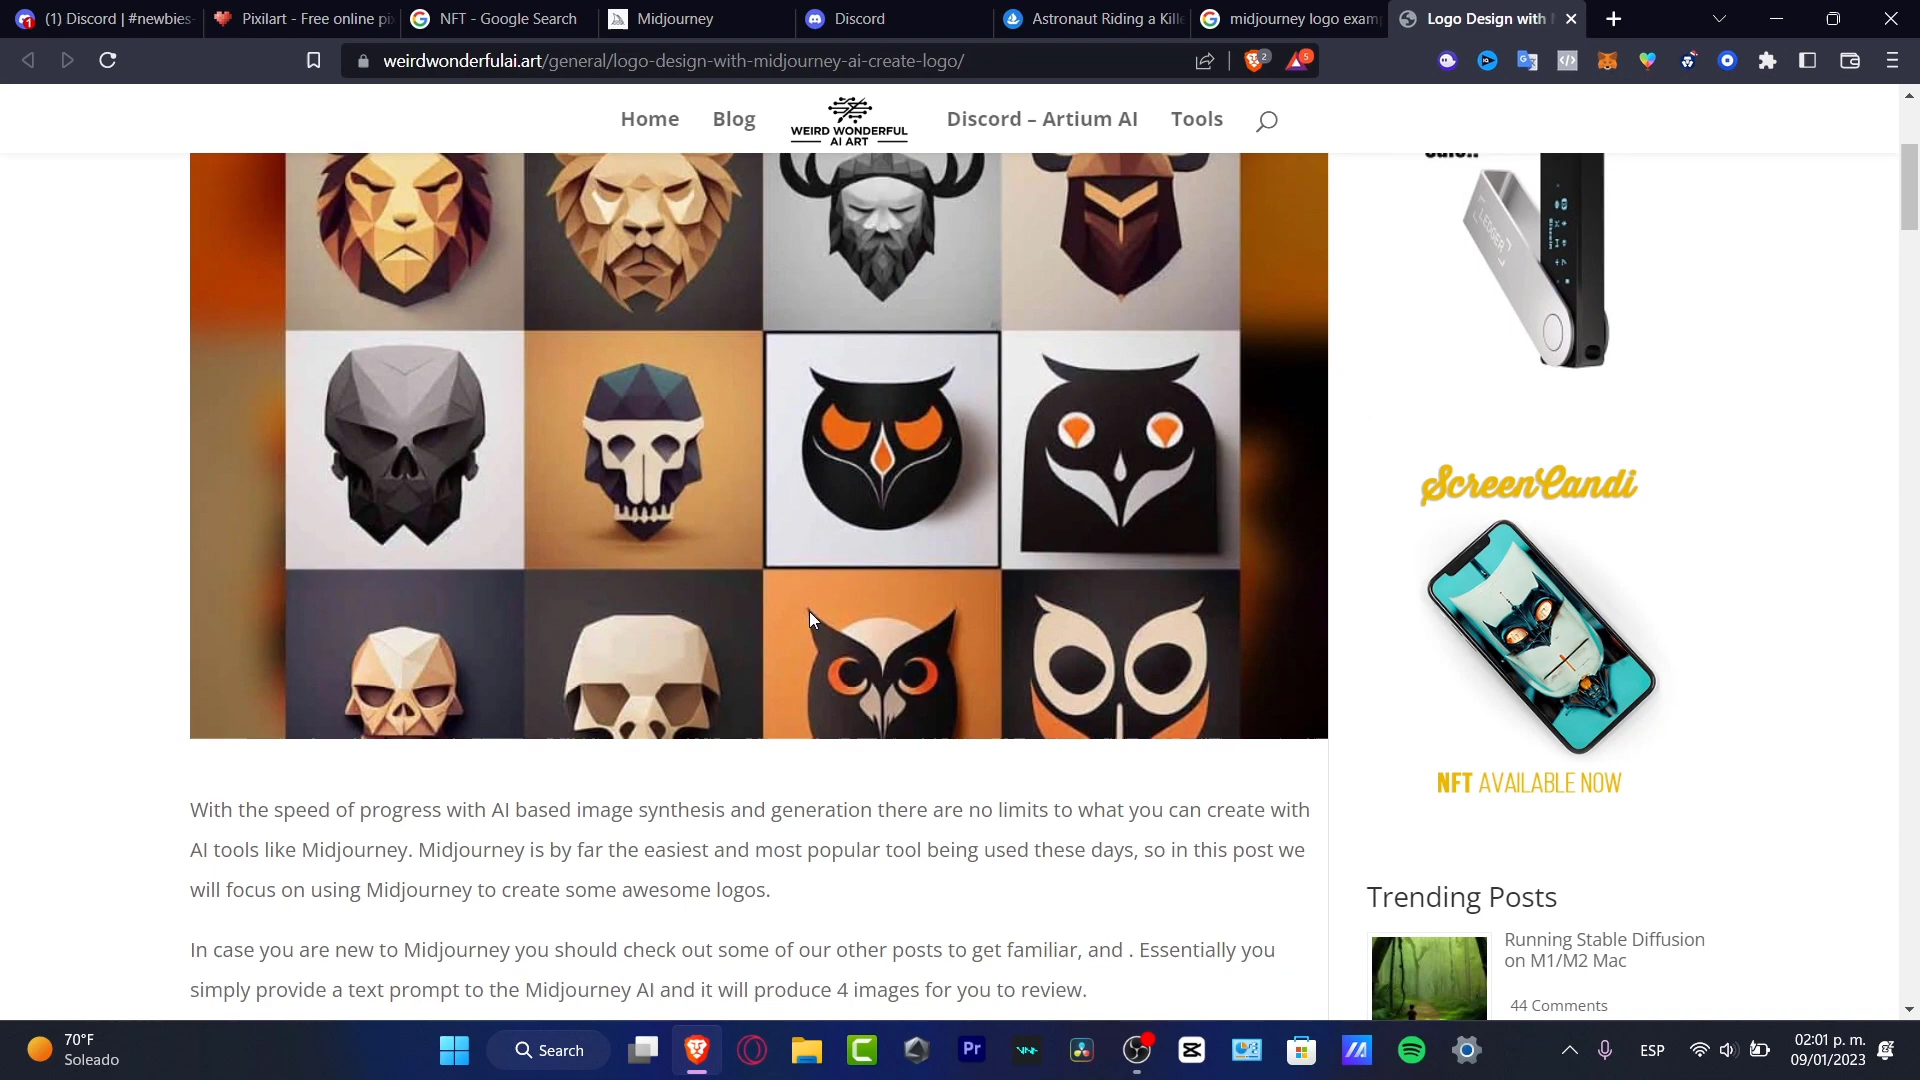 (1) Discord | #newbies-
Pixilart - Free online pi
NFT - Google Search
Midjourney
Discord
Astronaut Riding a Kille
midjourney logo exam
Logo Design with
weirdwonderfulai.art/general/logo-design-with-midjourney-ai-create-logo/
2
5
Home
Blog
WEIRD WONDERFUL
AI ART
Discord – Artium AI
Tools
LEDGER
ScreenCandi
NFT AVAILABLE NOW
With the speed of progress with AI based image synthesis and generation there are no limits to what you can create with
AI tools like Midjourney. Midjourney is by far the easiest and most popular tool being used these days, so in this post we
will focus on using Midjourney to create some awesome logos.
In case you are new to Midjourney you should check out some of our other posts to get familiar, and . Essentially you
simply provide a text prompt to the Midjourney AI and it will produce 4 images for you to review.
Trending Posts
Running Stable Diffusion
on M1/M2 Mac
44 Comments
70°F
Soleado
Search
Pr
ESP
02:01 p. m.
09/01/2023